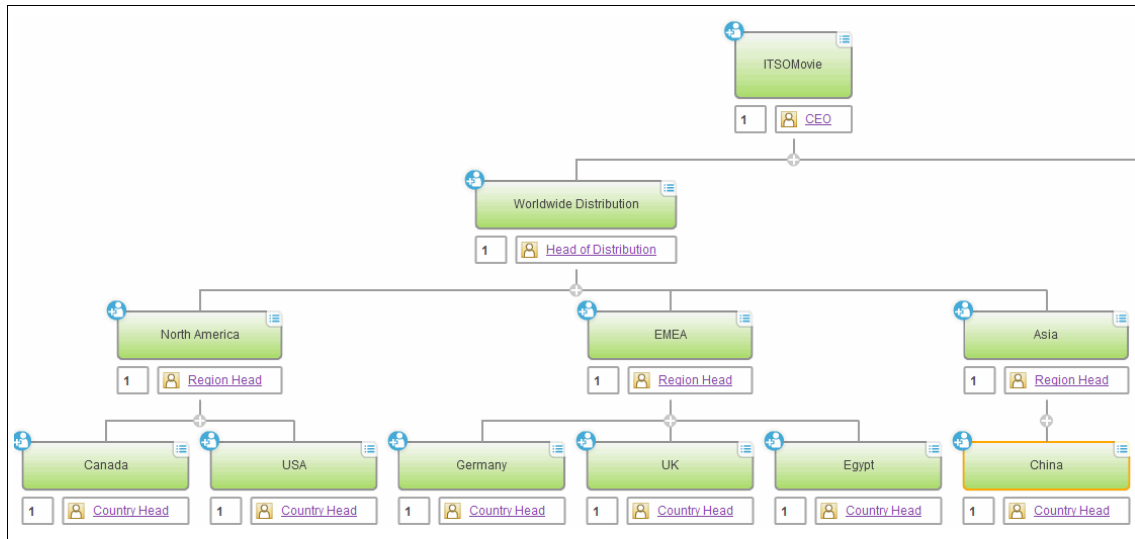 ITSOMovie
1 CEO
Worldwide Distribution
1 Head of Distribution
North America EMEA Asia
1 Region Head 1 Region Head 1 Region Head
Canada USA Germany UK Egypt China
1 Country Head 1 Country Head 1 Country Head 1 Country Head 1 Country Head 1 Country Head